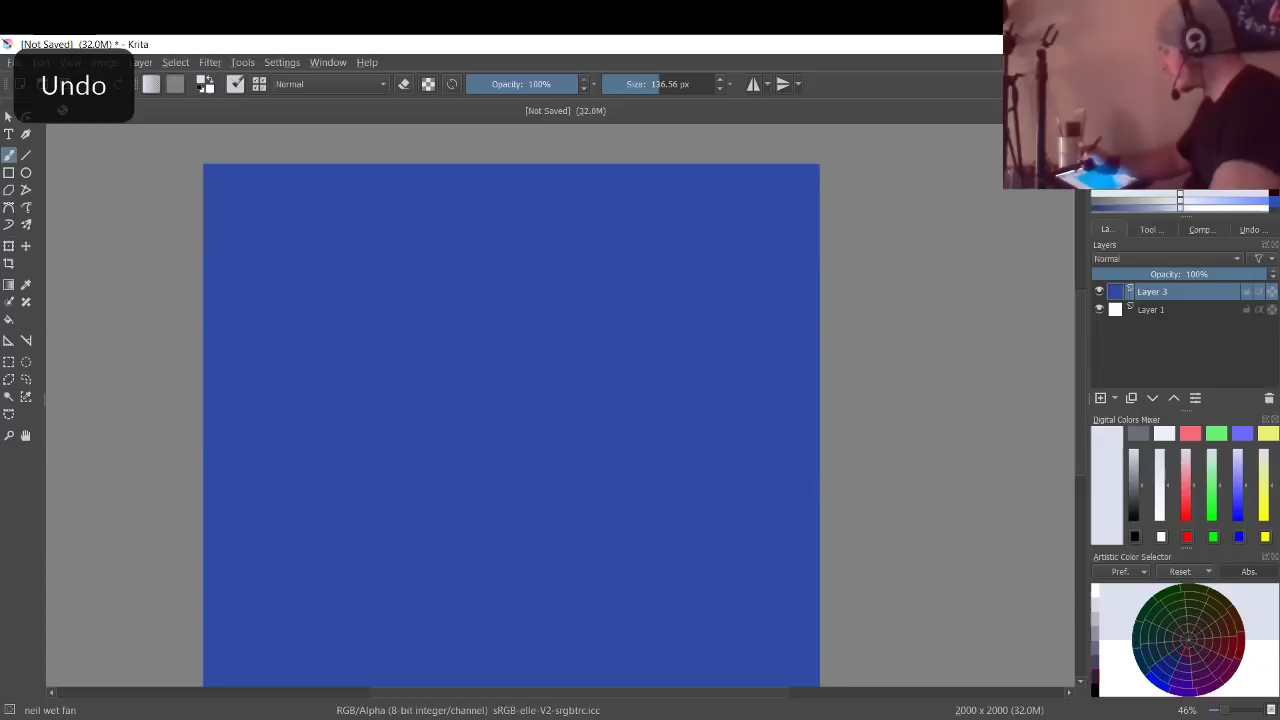 [Not Saved] (32.0M) * - Krita
Layer Select Filter Tools Settings Window Help
Undo
Normal
Opacity: 100%
Size: 136.56 px
[Not Saved] (32.0M)
La... Tool ... Comp... Undo ...
Layers
Normal
Opacity: 100%
Layer 3
Layer 1
Digital Colors Mixer
Artistic Color Selector
Pref. Reset Abs.
neil wet fan
RGB/Alpha (8-bit integer/channel) sRGB-elle-V2-srgbtrc.icc
2000 x 2000 (32.0M)
46%